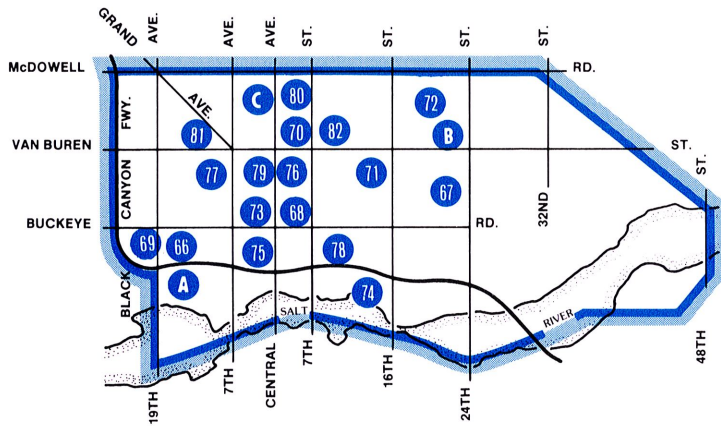 GRAND
AVE.
AVE.
AVE.
ST.
ST.
ST.
ST.
McDOWELL
RD.
FWY.
AVE.
C
80
72
81
70
82
B
VAN BUREN
ST.
CANYON
77
79
76
71
67
ST.
73
68
32ND
BUCKEYE
RD.
69
66
75
78
A
74
BLACK
SALT
RIVER
19TH
7TH
CENTRAL
7TH
16TH
24TH
48TH